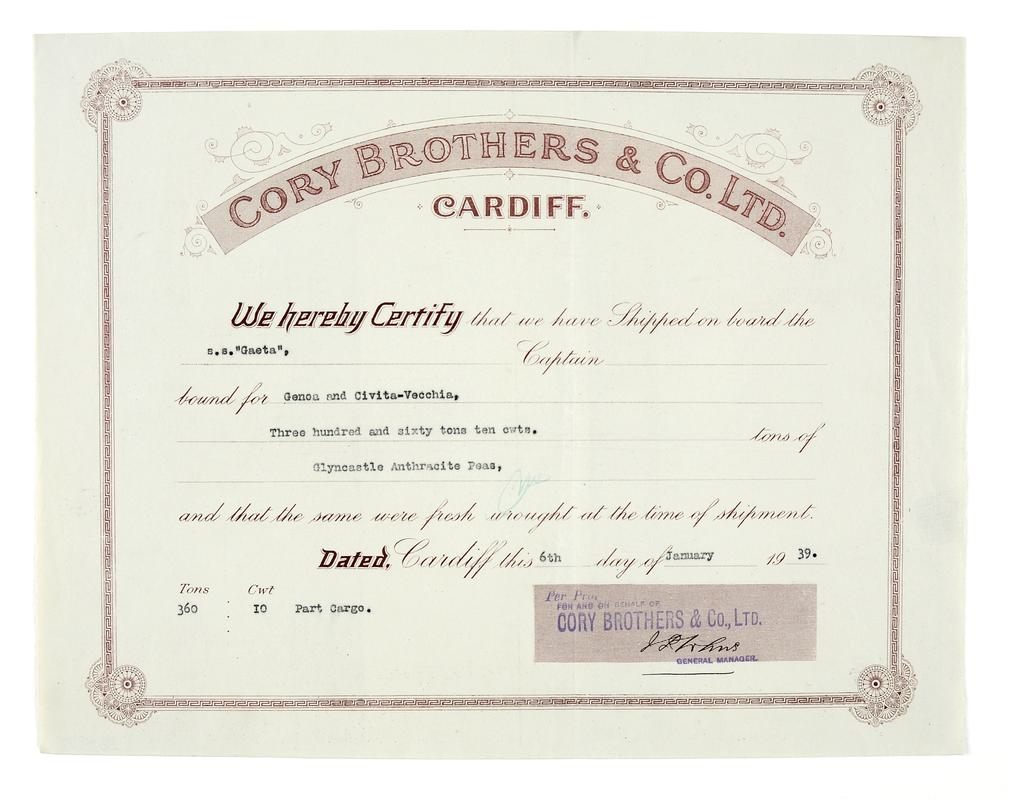 CORY BROTHERS & CO. LTD.
CARDIFF.
We hereby Certify that we have Shipped on board the
s.s."Gaeta", Captain
bound for Genoa and Civita-Vecchia,
Three hundred and sixty tons ten cwts. tons of
Glyncastle Anthracite Peas,
and that the same were fresh wrought at the time of shipment.
Dated, Cardiff this 6th day of January 19 39.
Tons Cwt
360 : 10 Part Cargo.
Per Pro.
FOR AND ON BEHALF OF
CORY BROTHERS & CO., LTD.
GENERAL MANAGER.